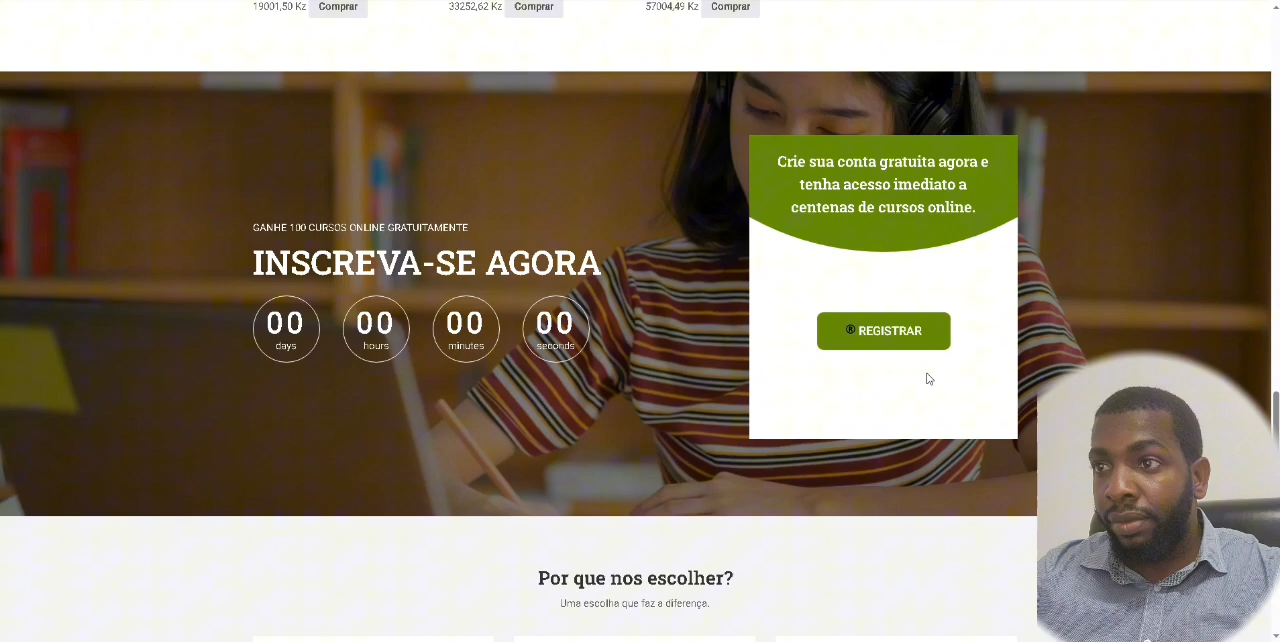 19001,50 Kz Comprar 33252,62 Kz Comprar 57004,49 Kz Comprar
GANHE 100 CURSOS ONLINE GRATUITAMENTE
INSCREVA-SE AGORA
00 00 00 00
days hours minutes seconds
Crie sua conta gratuita agora e
tenha acesso imediato a
centenas de cursos online.
® REGISTRAR
Por que nos escolher?
Uma escolha que faz a diferença.